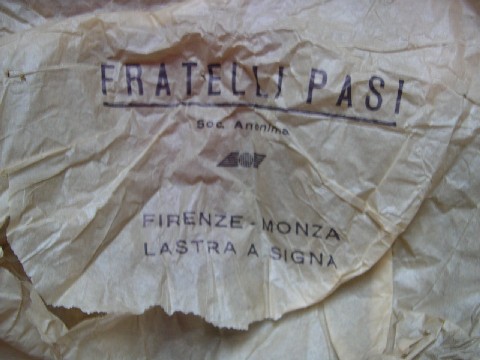 FRATELLI PASI
Soc. Anonima
FIRENZE - MONZA
LASTRA A SIGNA